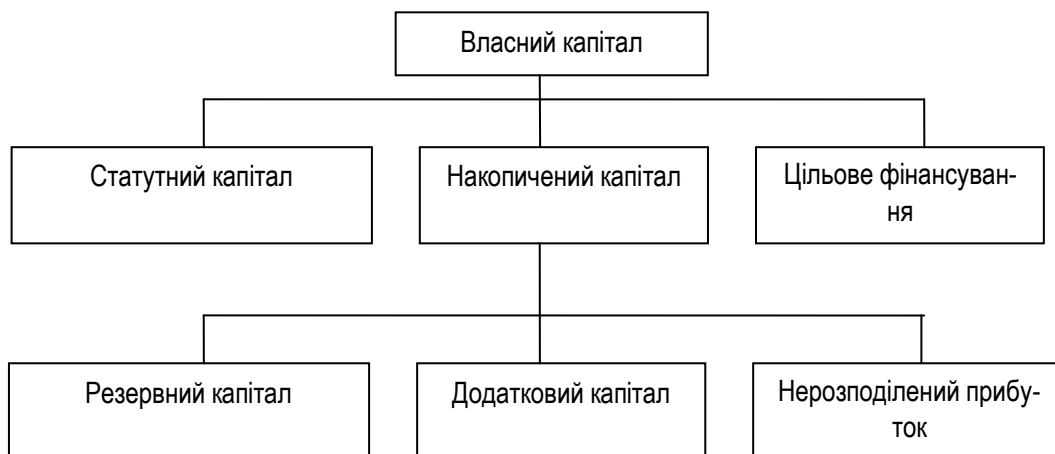 Власний капітал
Статутний капітал
Накопичений капітал
Цільове фінансуван-
ня
Резервний капітал
Додатковий капітал
Нерозподілений прибу-
ток